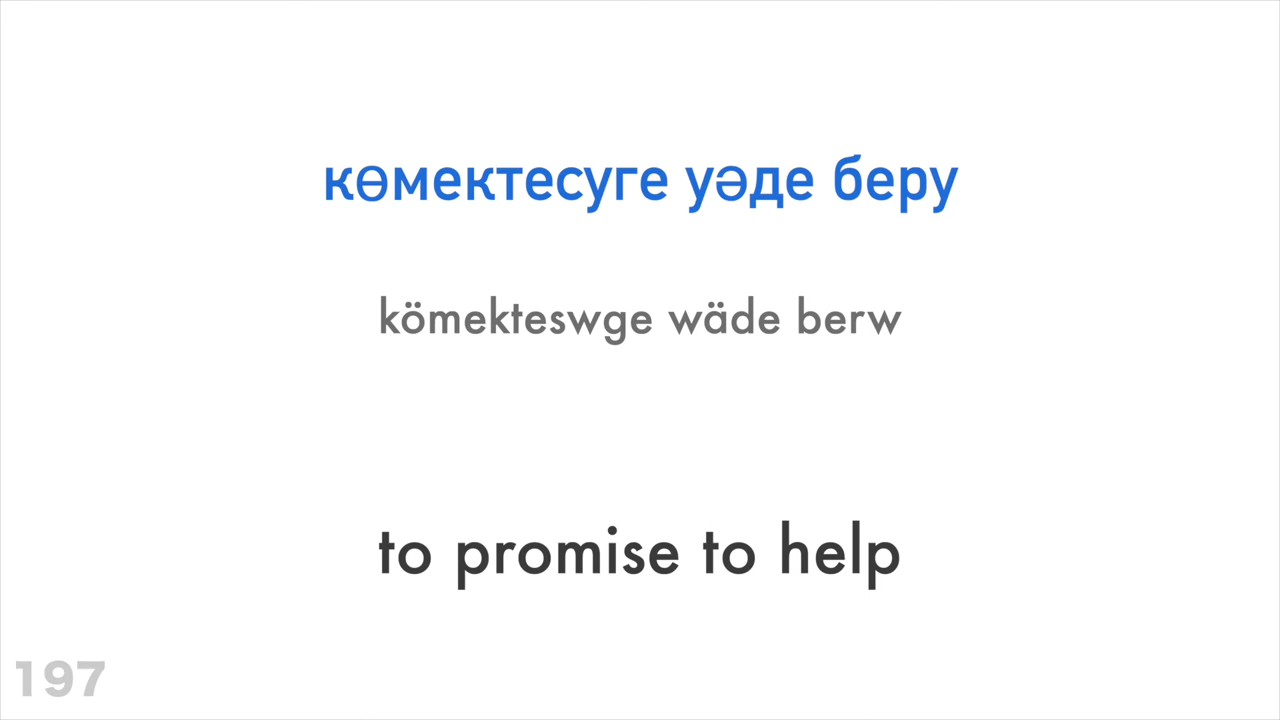 көмектесуге уәде беру
kömekteswge wäde berw
to promise to help
197